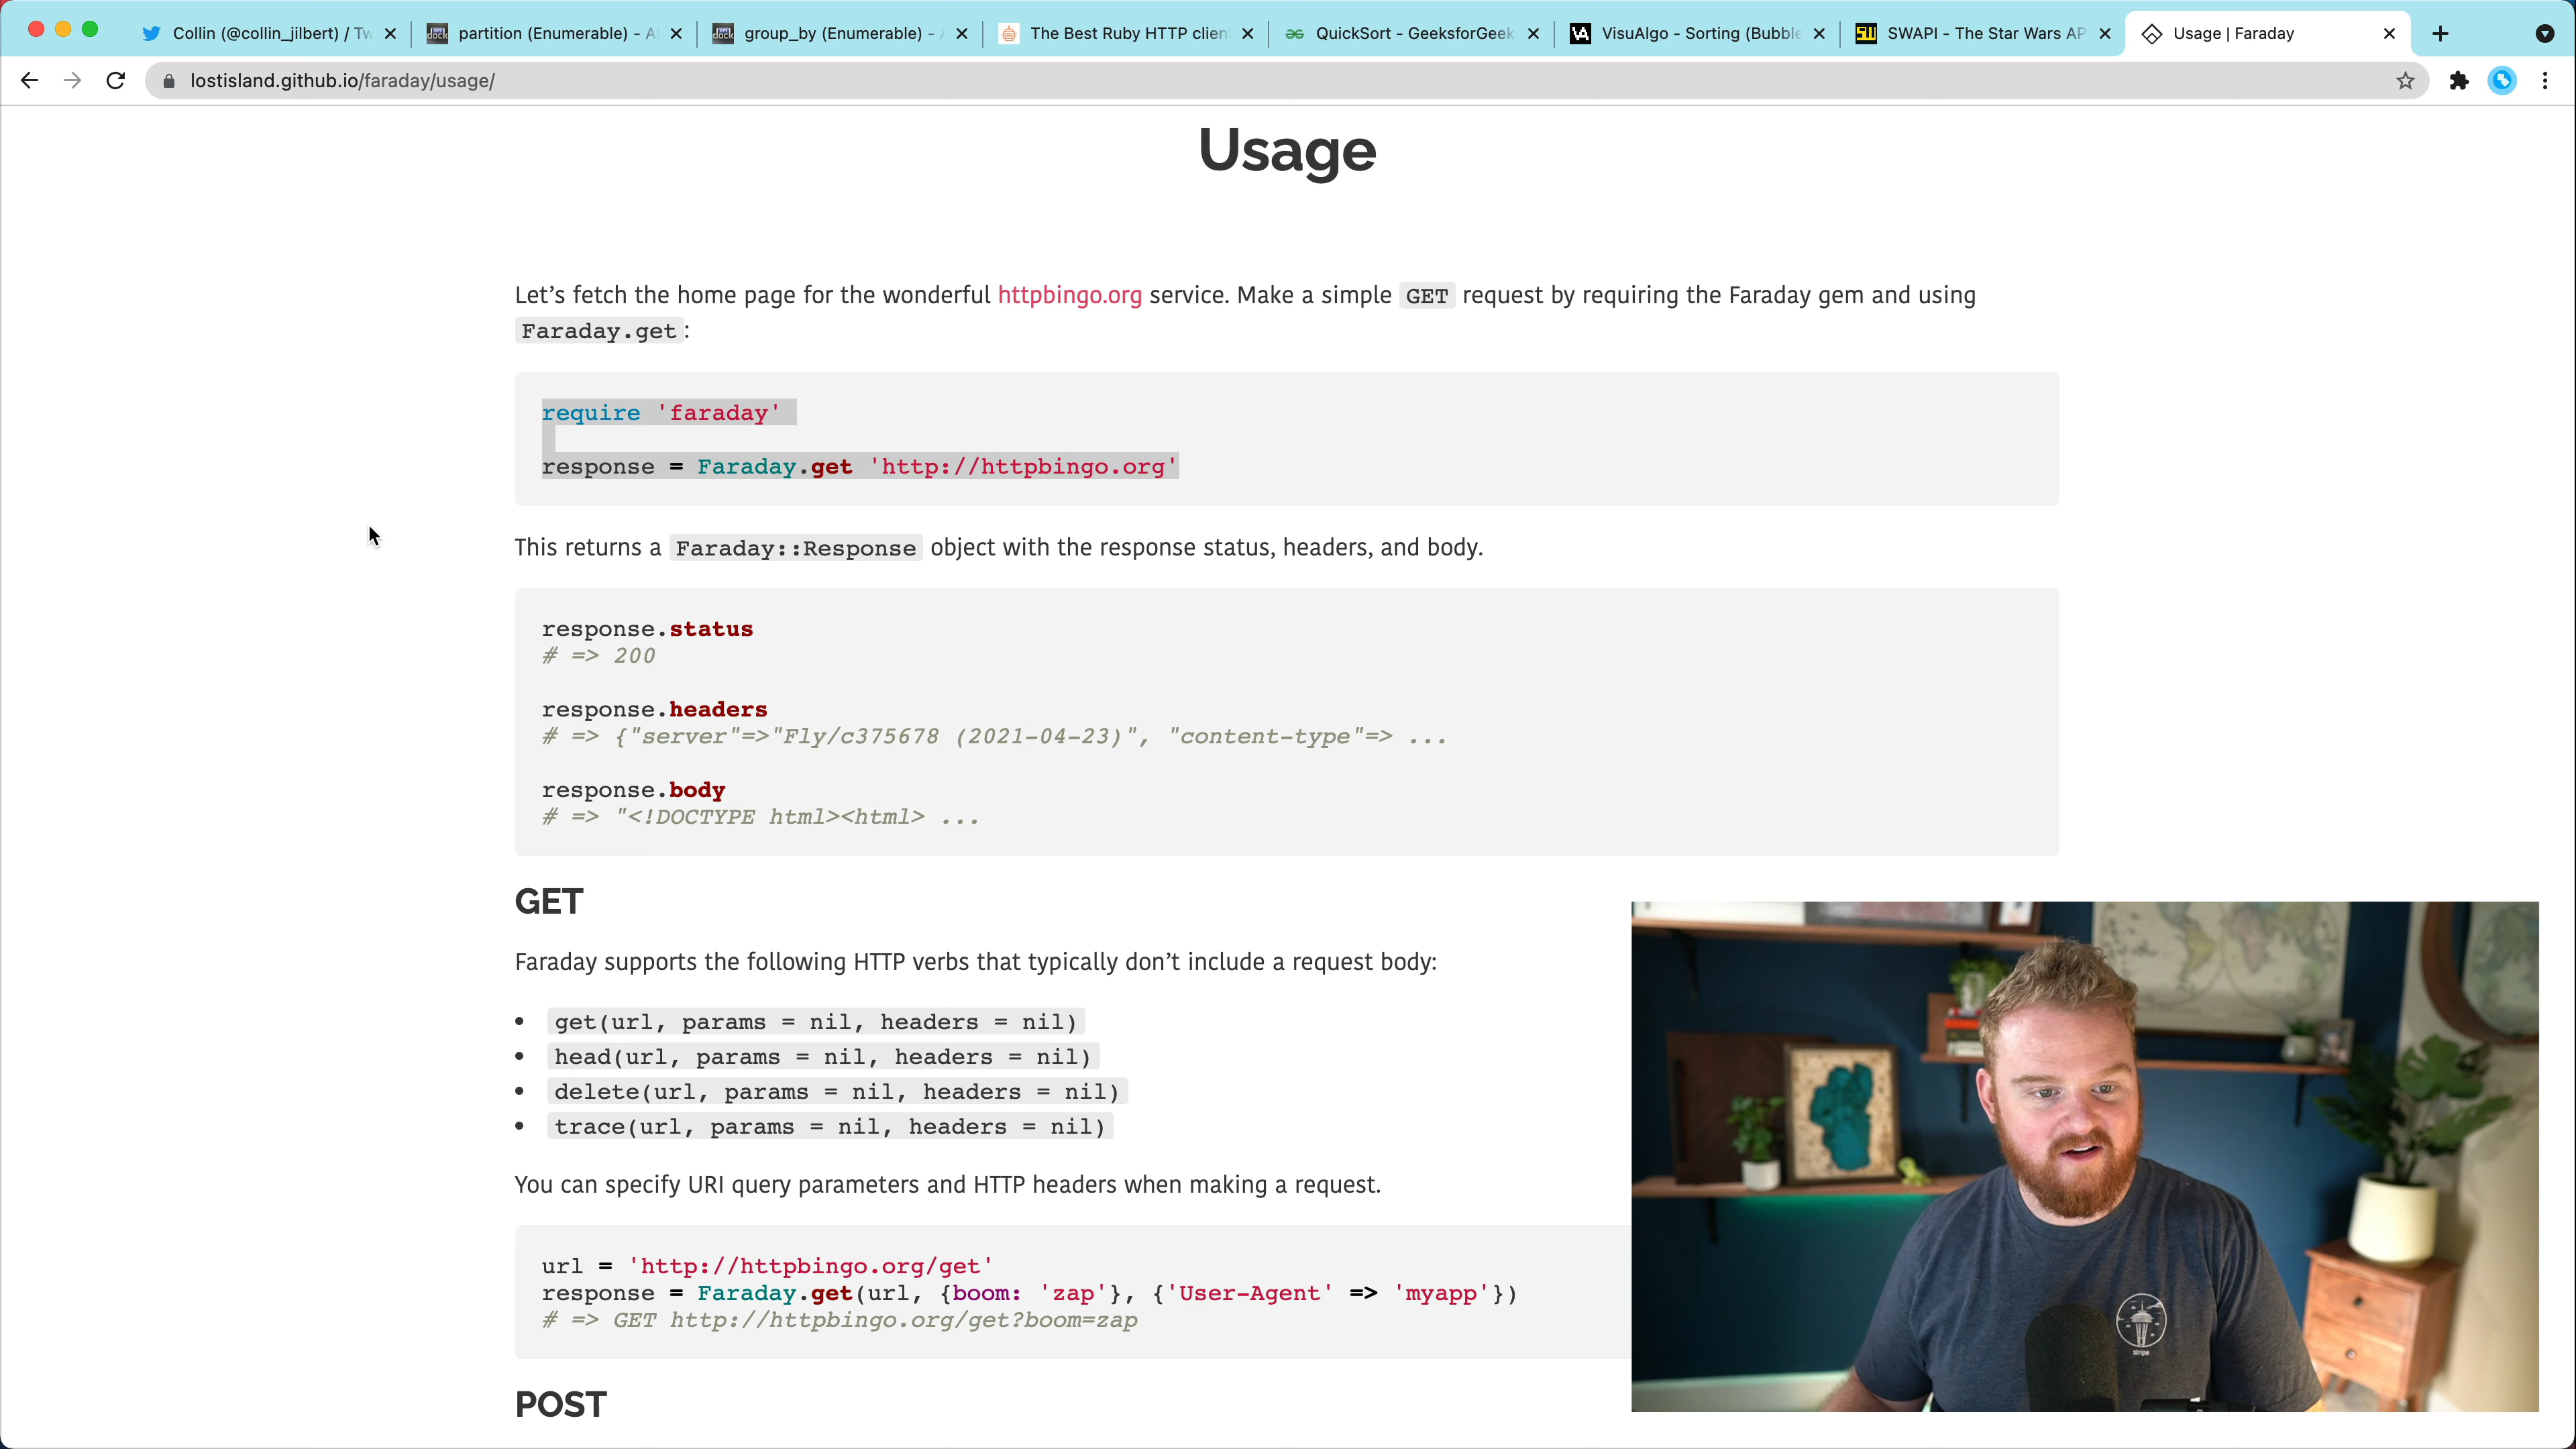 Collin (@collin_jilbert) / Tw
partition (Enumerable) - A
group_by (Enumerable) - A
The Best Ruby HTTP clien
QuickSort - GeeksforGeek
VisuAlgo - Sorting (Bubble
SWAPI - The Star Wars AP
Usage | Faraday
lostisland.github.io/faraday/usage/
Usage
Let’s fetch the home page for the wonderful httpbingo.org service. Make a simple GET request by requiring the Faraday gem and using
Faraday.get:
require 'faraday'
response = Faraday.get 'http://httpbingo.org'
This returns a Faraday::Response object with the response status, headers, and body.
response.status
# => 200
response.headers
# => {"server"=>"Fly/c375678 (2021-04-23)", "content-type"=> ...
response.body
# => "<!DOCTYPE html><html> ...
GET
Faraday supports the following HTTP verbs that typically don’t include a request body:
• get(url, params = nil, headers = nil)
• head(url, params = nil, headers = nil)
• delete(url, params = nil, headers = nil)
• trace(url, params = nil, headers = nil)
You can specify URI query parameters and HTTP headers when making a request.
url = 'http://httpbingo.org/get'
response = Faraday.get(url, {boom: 'zap'}, {'User-Agent' => 'myapp'})
# => GET http://httpbingo.org/get?boom=zap
POST
stripe